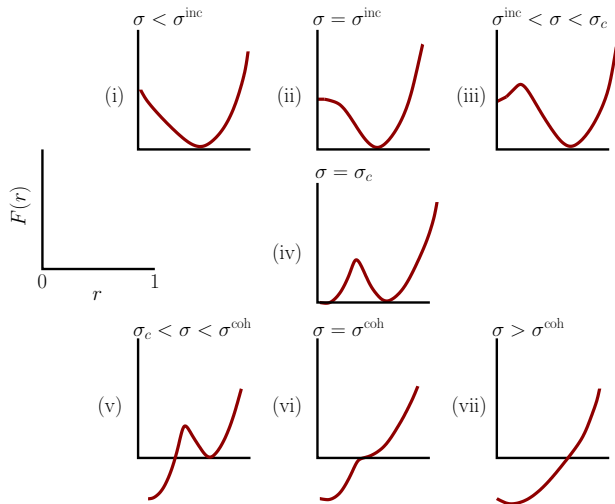 σ < σ^inc
σ = σ^inc
σ^inc < σ < σ_c
(i)
(ii)
(iii)
F(r)
0
r
1
σ = σ_c
(iv)
σ_c < σ < σ^coh
σ = σ^coh
σ > σ^coh
(v)
(vi)
(vii)